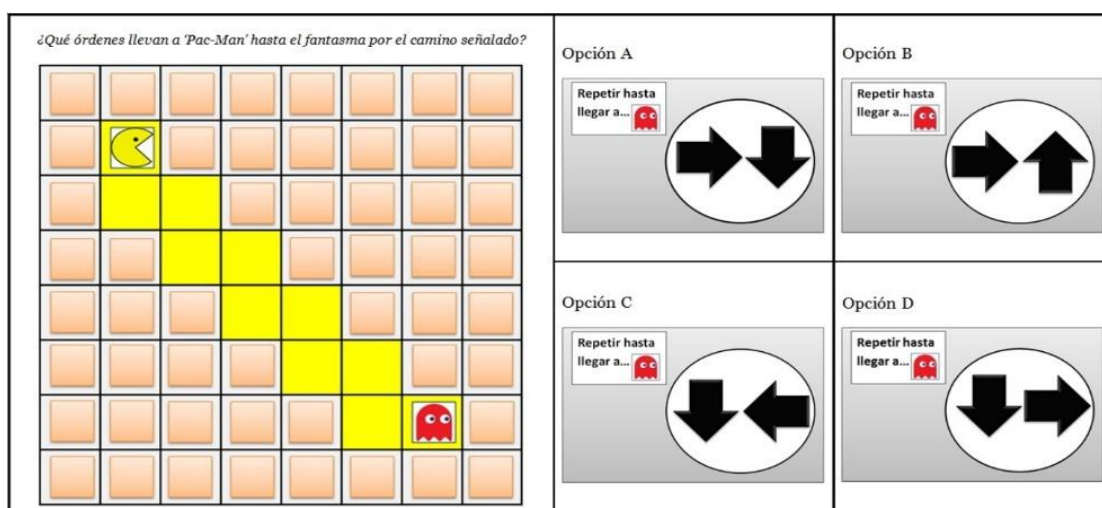 ¿Qué órdenes llevan a ‘Pac-Man’ hasta el fantasma por el camino señalado?
Opción A
Repetir hasta
llegar a...
Opción B
Repetir hasta
llegar a...
Opción C
Repetir hasta
llegar a...
Opción D
Repetir hasta
llegar a...